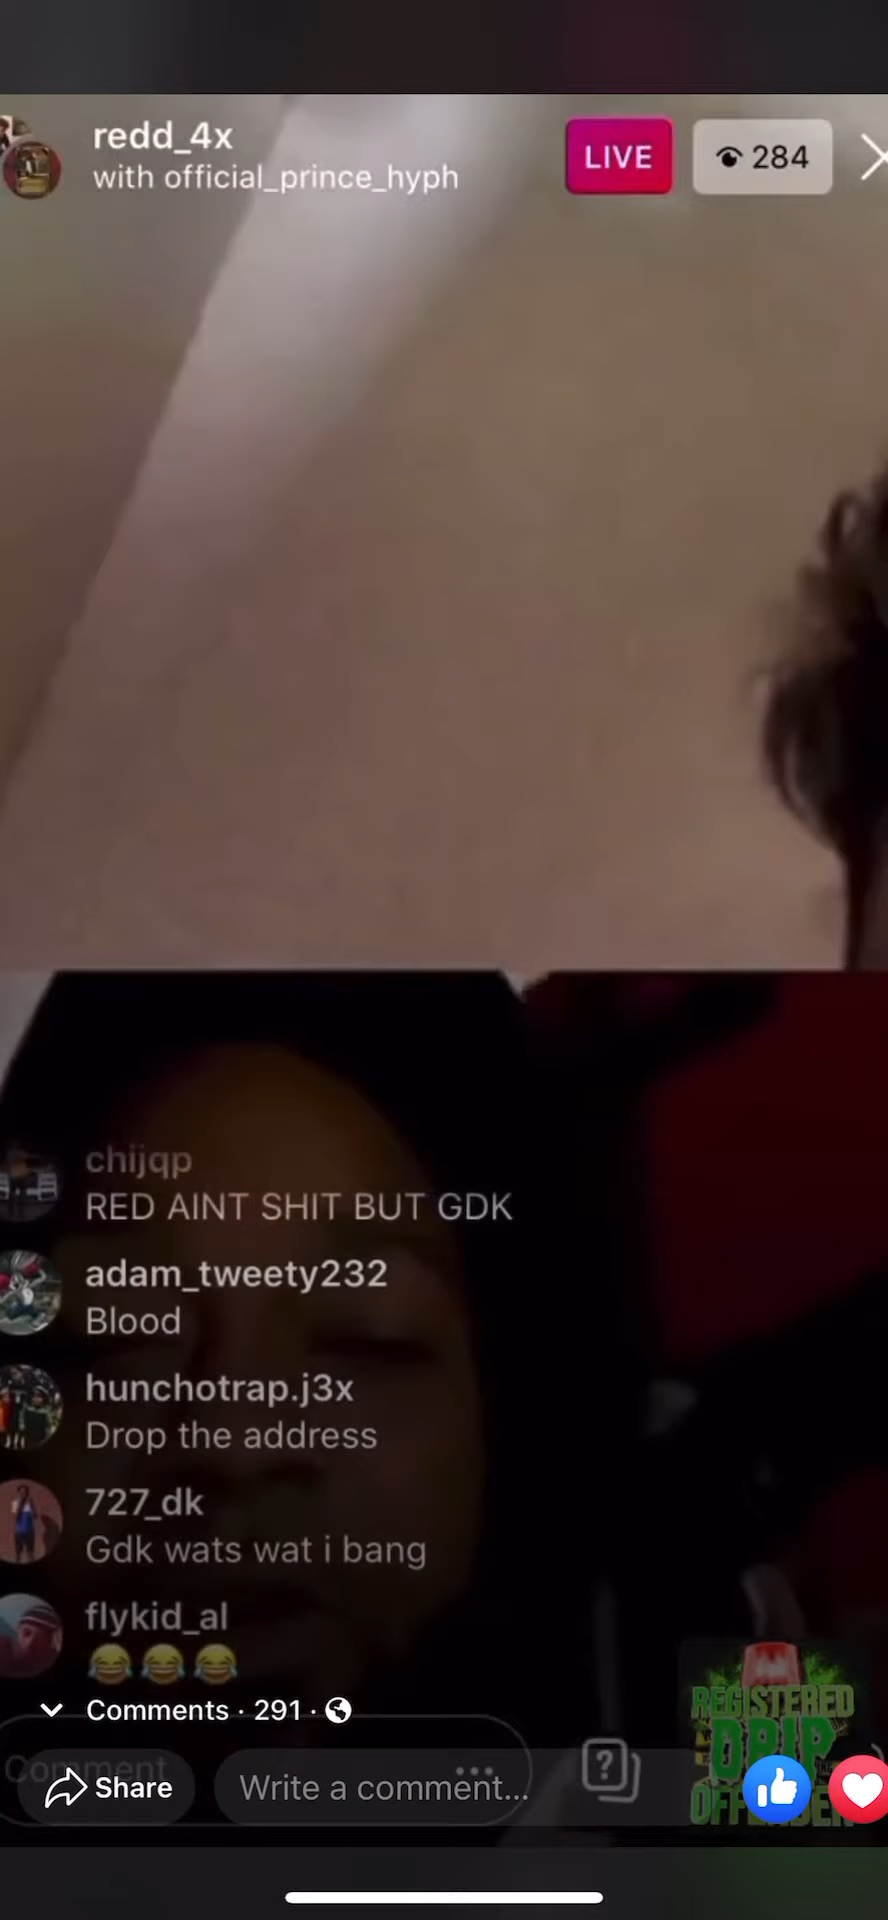 redd_4x
with official_prince_hyph
LIVE
284
chijqp
RED AINT SHIT BUT GDK
adam_tweety232
Blood
hunchotrap.j3x
Drop the address
727_dk
Gdk wats wat i bang
flykid_al
😂😂😂
Comments · 291 ·
Comment
Share
Write a comment...
REGISTERED
DRIP
OFFENDER